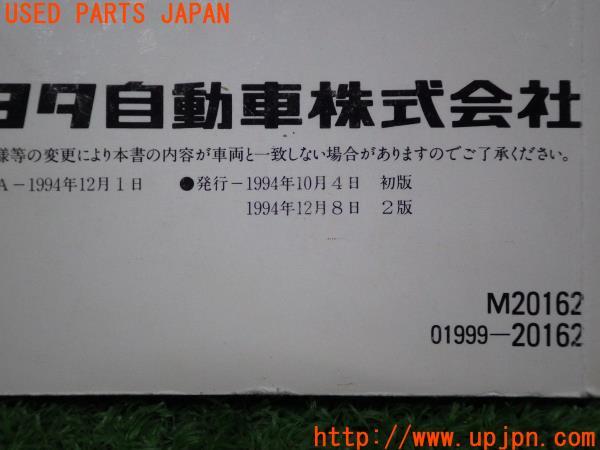 USED PARTS JAPAN
ヨタ自動車株式会社
様等の変更により本書の内容が車両と一致しない場合がありますのでご了承ください。
A－1994年12月1日 ●発行－1994年10月4日 初版
1994年12月8日 2版
M20162
01999－20162
http://www.upjpn.com/